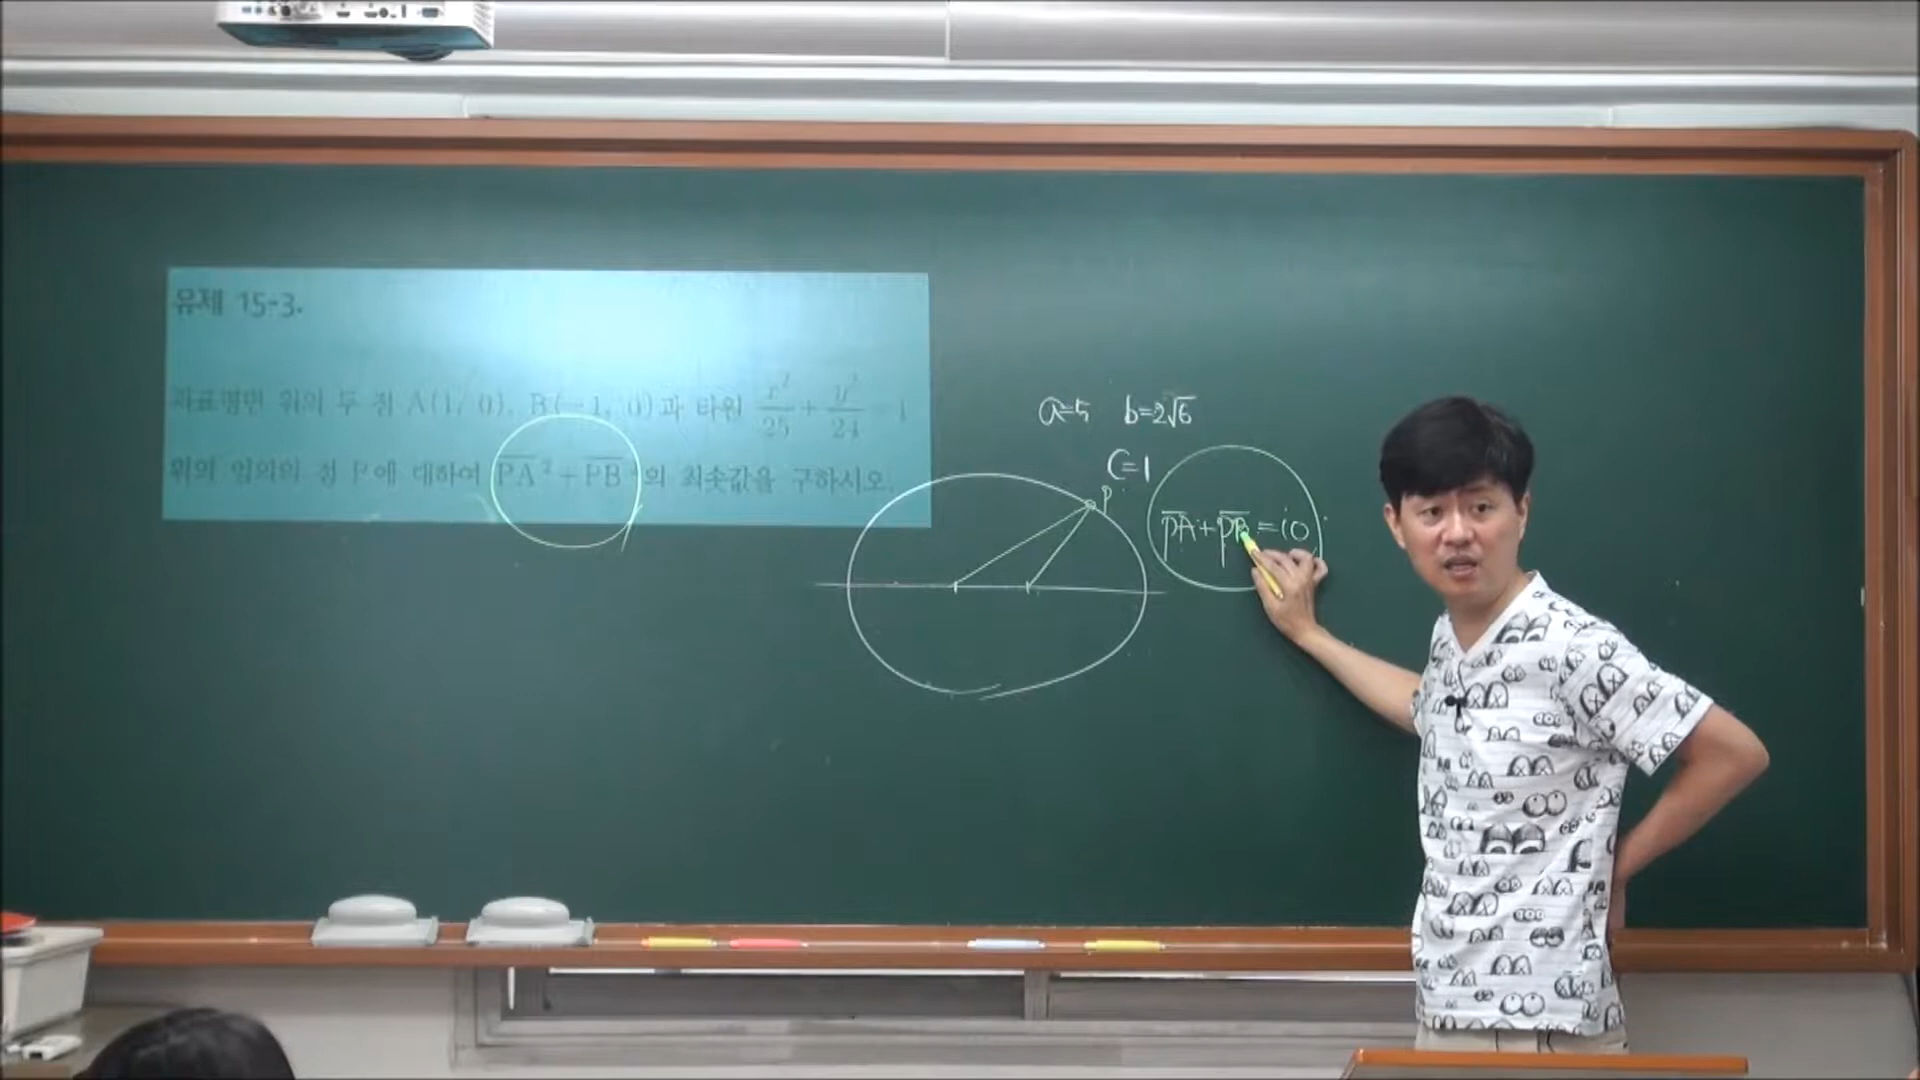 유제 15-3.
좌표평면 위의 두 점 A(1, 0), B(-1, 0)과 타원 x²/25 + y²/24 = 1
위의 임의의 점 P에 대하여 PA² + PB² 의 최솟값을 구하시오.
a=5 b=2√6
C=1
P
PA+PB=10